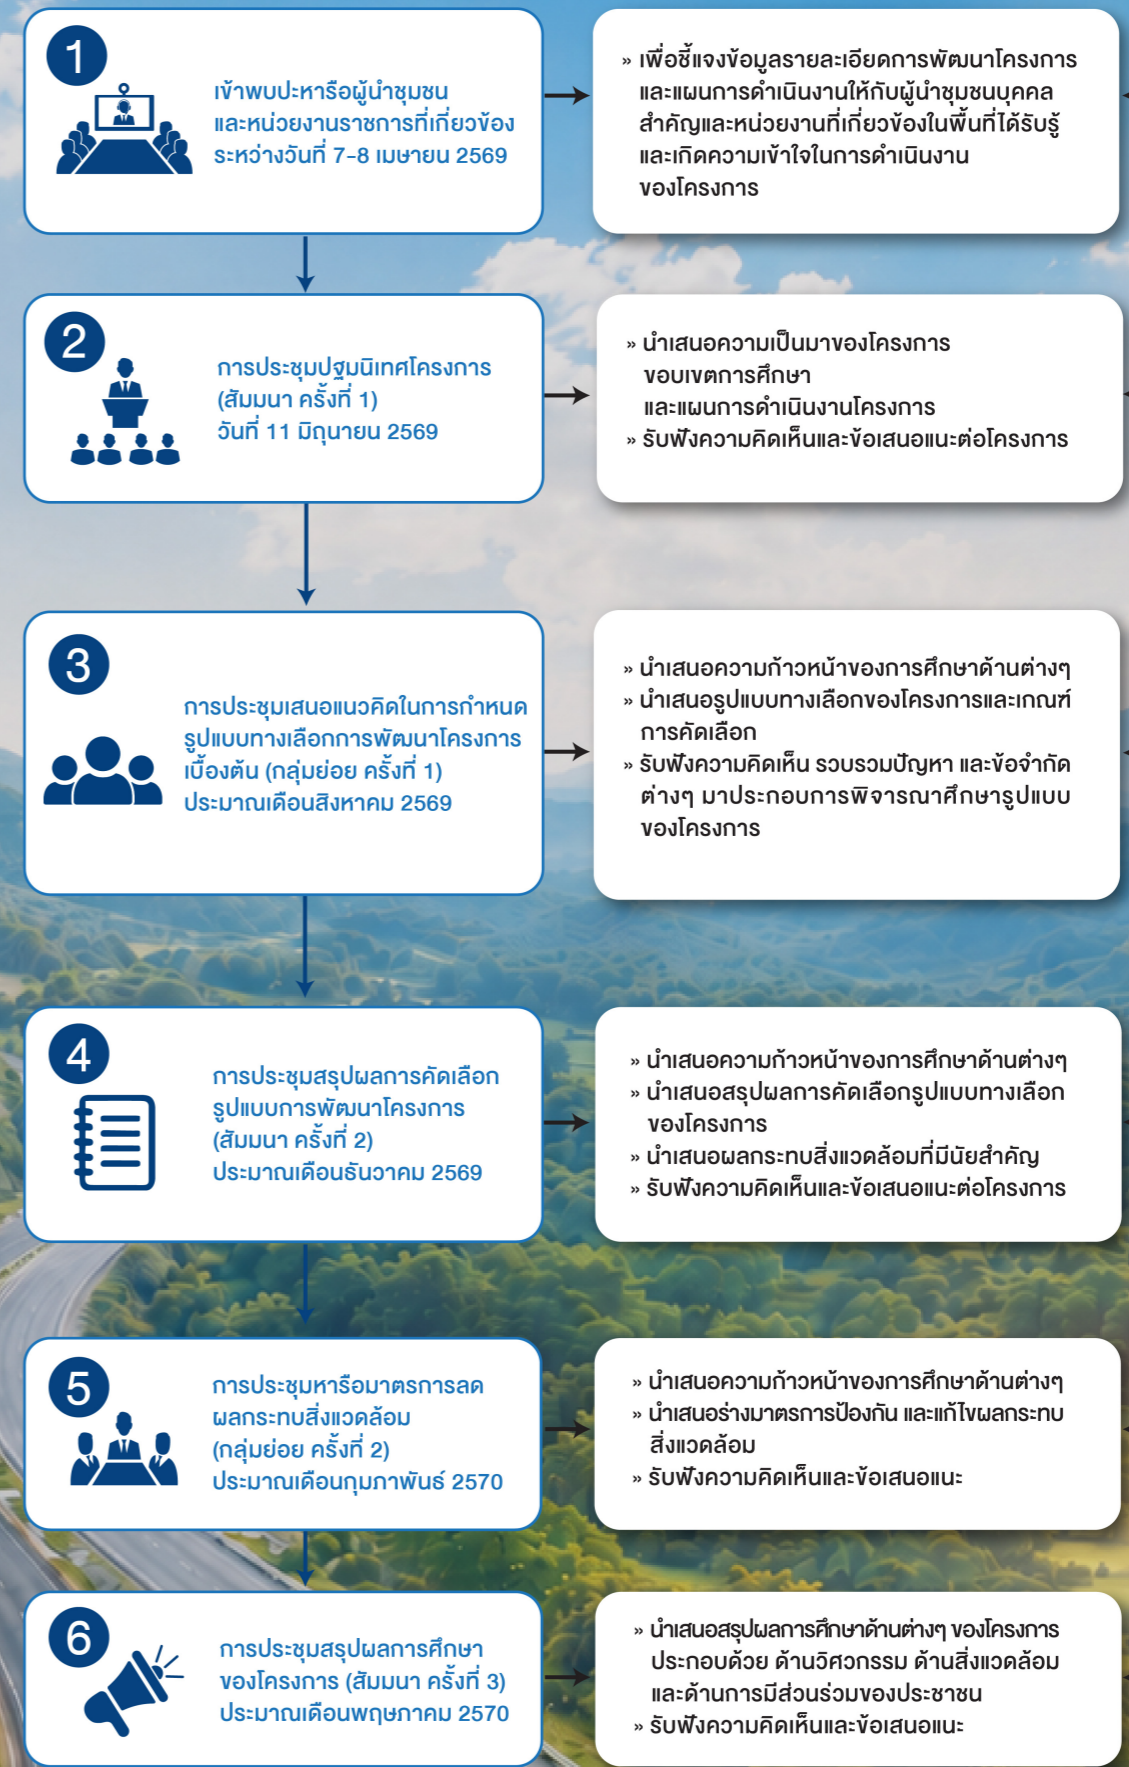 1
เข้าพบปะหารือผู้นำชุมชน
และหน่วยงานราชการที่เกี่ยวข้อง
ระหว่างวันที่ 7-8 เมษายน 2569
» เพื่อชี้แจงข้อมูลรายละเอียดการพัฒนาโครงการ
และแผนการดำเนินงานให้กับผู้นำชุมชนบุคคล
สำคัญและหน่วยงานที่เกี่ยวข้องในพื้นที่ได้รับรู้
และเกิดความเข้าใจในการดำเนินงาน
ของโครงการ
2
การประชุมปฐมนิเทศโครงการ
(สัมมนา ครั้งที่ 1)
วันที่ 11 มิถุนายน 2569
» นำเสนอความเป็นมาของโครงการ
ขอบเขตการศึกษา
และแผนการดำเนินงานโครงการ
» รับฟังความคิดเห็นและข้อเสนอแนะต่อโครงการ
3
การประชุมเสนอแนวคิดในการกำหนด
รูปแบบทางเลือกการพัฒนาโครงการ
เบื้องต้น (กลุ่มย่อย ครั้งที่ 1)
ประมาณเดือนสิงหาคม 2569
» นำเสนอความก้าวหน้าของการศึกษาด้านต่างๆ
» นำเสนอรูปแบบทางเลือกของโครงการและเกณฑ์
การคัดเลือก
» รับฟังความคิดเห็น รวบรวมปัญหา และข้อจำกัด
ต่างๆ มาประกอบการพิจารณาศึกษารูปแบบ
ของโครงการ
4
การประชุมสรุปผลการคัดเลือก
รูปแบบการพัฒนาโครงการ
(สัมมนา ครั้งที่ 2)
ประมาณเดือนธันวาคม 2569
» นำเสนอความก้าวหน้าของการศึกษาด้านต่างๆ
» นำเสนอสรุปผลการคัดเลือกรูปแบบทางเลือก
ของโครงการ
» นำเสนอผลกระทบสิ่งแวดล้อมที่มีนัยสำคัญ
» รับฟังความคิดเห็นและข้อเสนอแนะต่อโครงการ
5
การประชุมหารือมาตรการลด
ผลกระทบสิ่งแวดล้อม
(กลุ่มย่อย ครั้งที่ 2)
ประมาณเดือนกุมภาพันธ์ 2570
» นำเสนอความก้าวหน้าของการศึกษาด้านต่างๆ
» นำเสนอร่างมาตรการป้องกัน และแก้ไขผลกระทบ
สิ่งแวดล้อม
» รับฟังความคิดเห็นและข้อเสนอแนะ
6
การประชุมสรุปผลการศึกษา
ของโครงการ (สัมมนา ครั้งที่ 3)
ประมาณเดือนพฤษภาคม 2570
» นำเสนอสรุปผลการศึกษาด้านต่างๆ ของโครงการ
ประกอบด้วย ด้านวิศวกรรม ด้านสิ่งแวดล้อม
และด้านการมีส่วนร่วมของประชาชน
» รับฟังความคิดเห็นและข้อเสนอแนะ